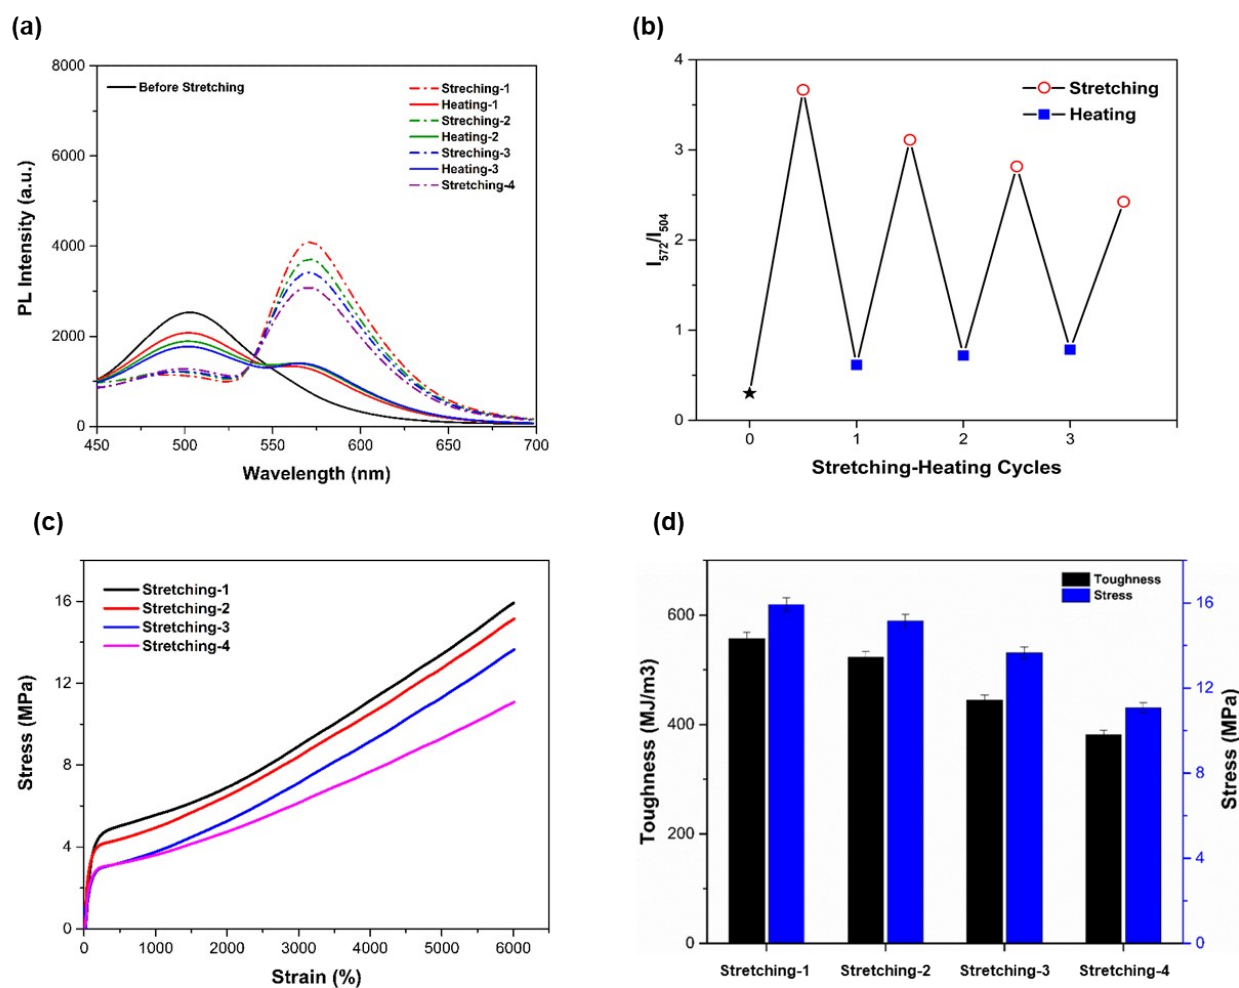 (a)
8000
6000
4000
2000
0
450 500 550 600 650 700
PL Intensity (a.u.)
Wavelength (nm)
Before Stretching
Streching-1
Heating-1
Streching-2
Heating-2
Streching-3
Heating-3
Stretching-4
(b)
4
3
2
1
0
0 1 2 3
I572/I504
Stretching-Heating Cycles
Stretching
Heating
(c)
16
12
8
4
0
0 1000 2000 3000 4000 5000 6000
Stress (MPa)
Strain (%)
Stretching-1
Stretching-2
Stretching-3
Stretching-4
(d)
600
400
200
0
Toughness (MJ/m3)
Toughness
Stress
16
12
8
4
0
Stress (MPa)
Stretching-1 Stretching-2 Stretching-3 Stretching-4